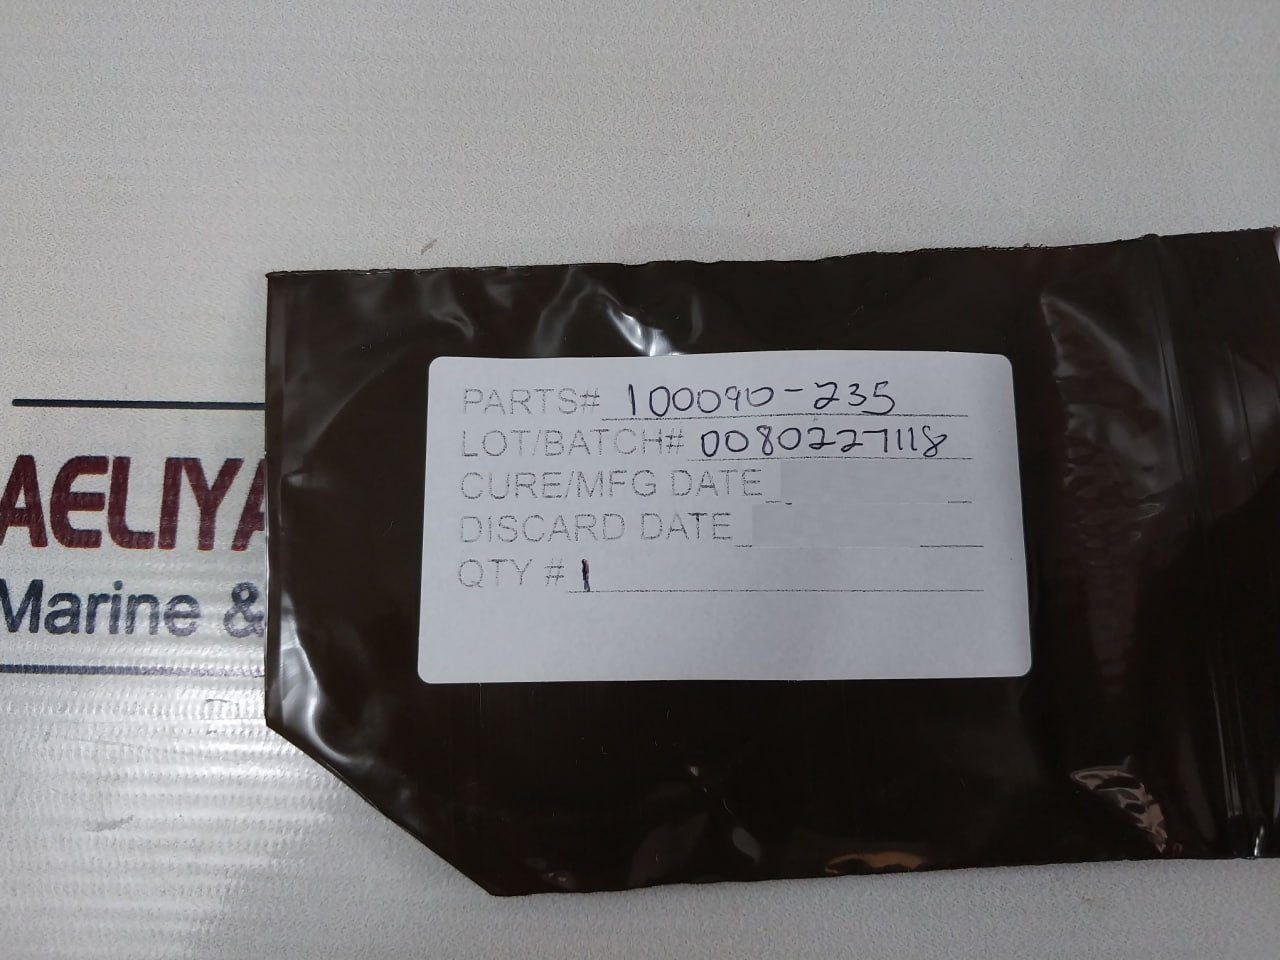 AELIYA
Marine &
PARTS# 100090-235
LOT/BATCH# 0080227118
CURE/MFG DATE
DISCARD DATE
QTY # 1